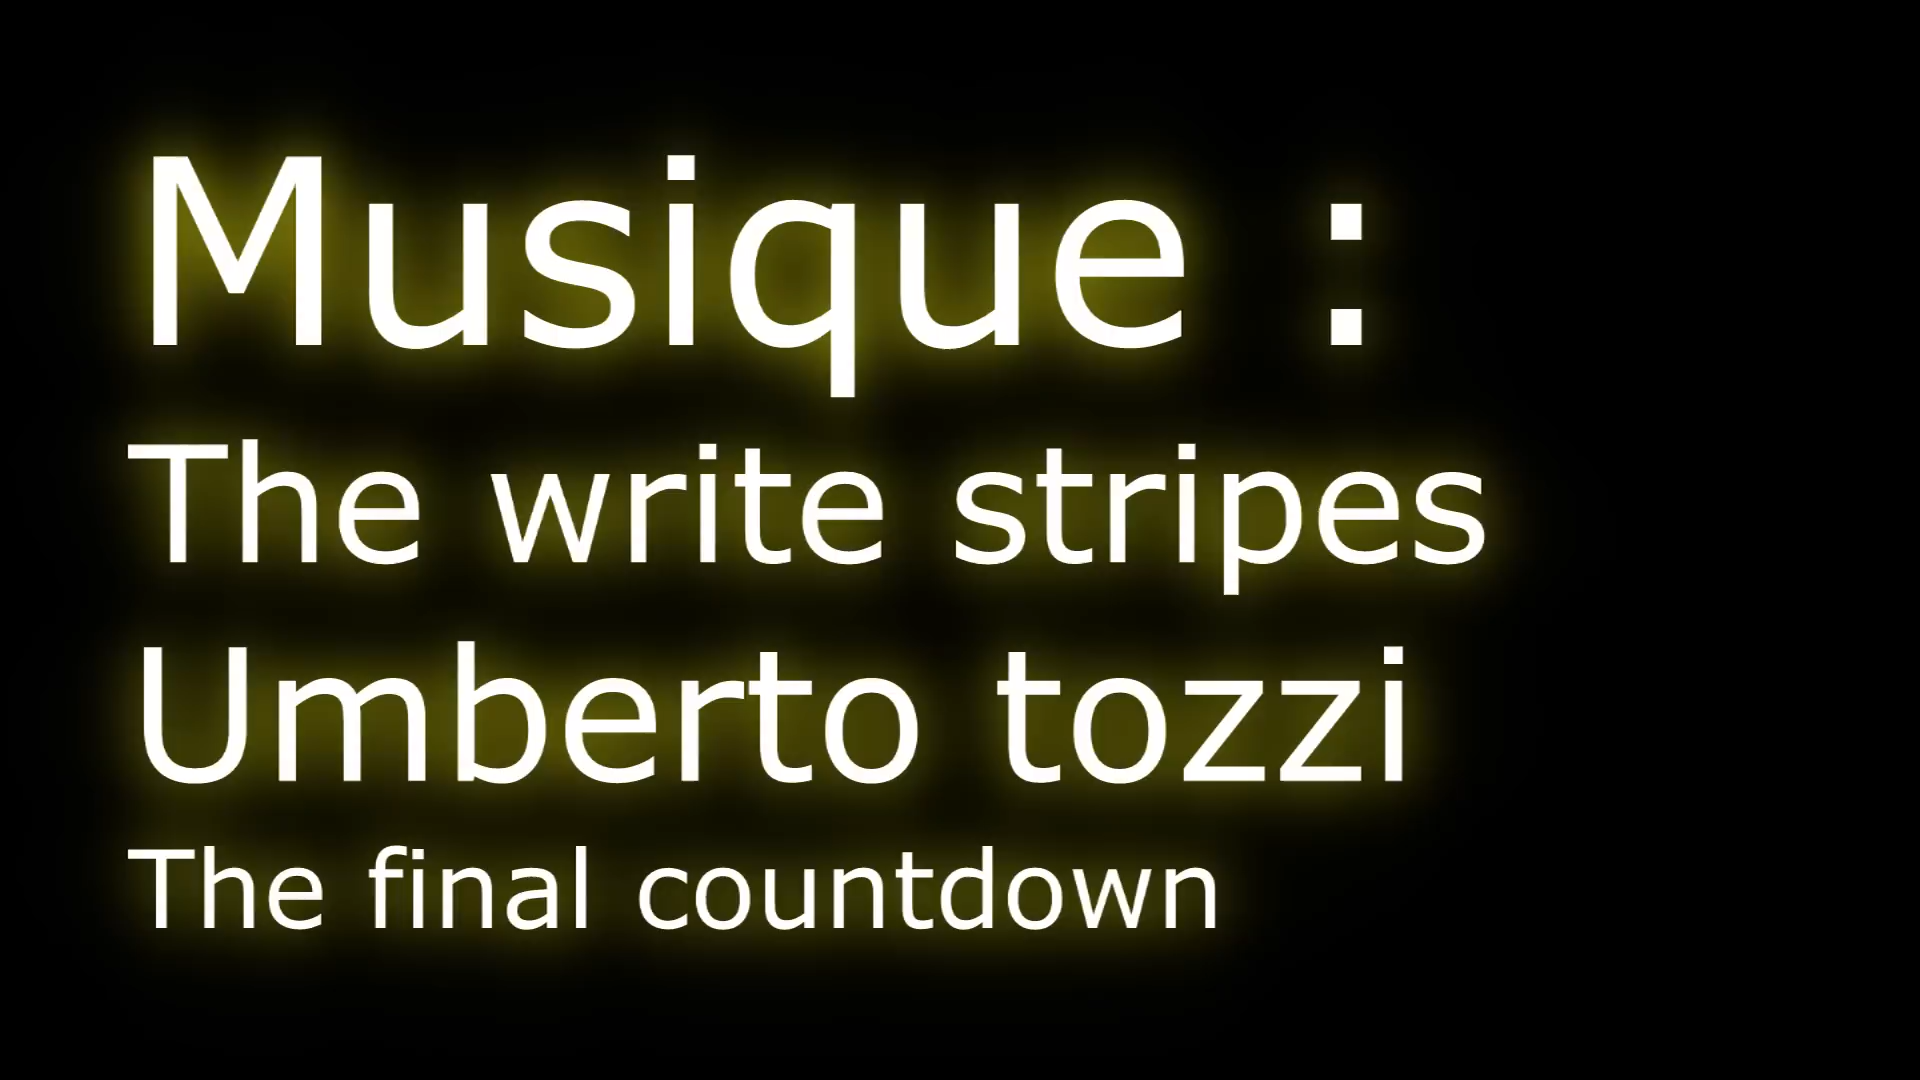 Musique :
The write stripes
Umberto tozzi
The final countdown